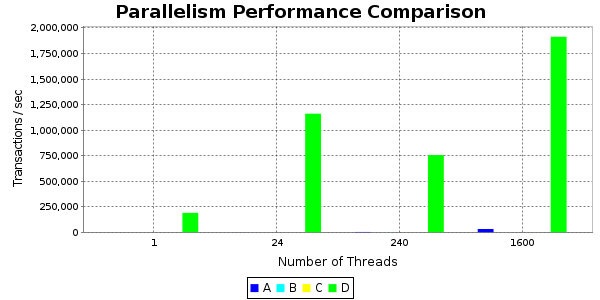 Parallelism Performance Comparison
Transactions / sec
2,000,000
1,750,000
1,500,000
1,250,000
1,000,000
750,000
500,000
250,000
0
1 24 240 1600
Number of Threads
A B C D